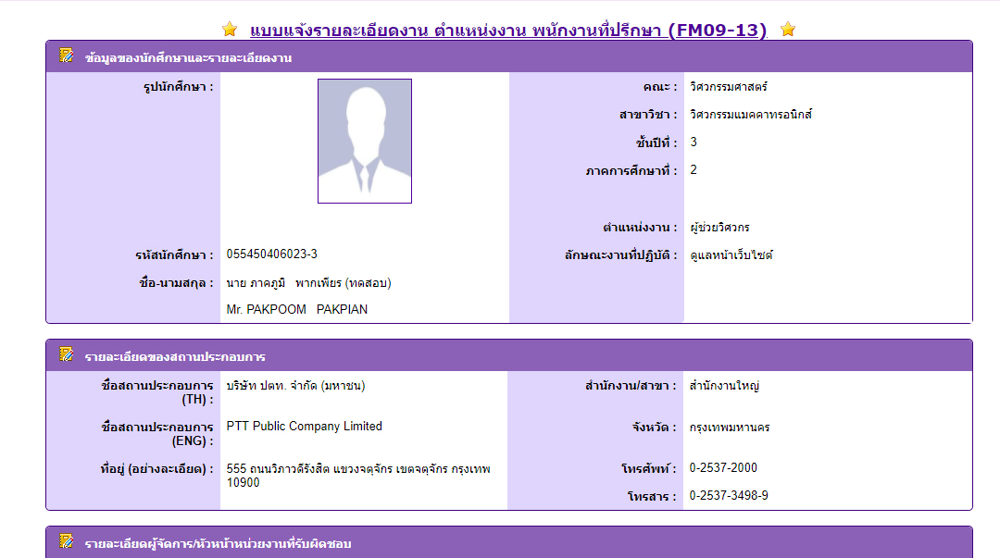 แบบแจ้งรายละเอียดงาน ตำแหน่งงาน พนักงานที่ปรึกษา (FM09-13)
ข้อมูลของนักศึกษาและรายละเอียดงาน
รูปนักศึกษา :
คณะ : วิศวกรรมศาสตร์
สาขาวิชา : วิศวกรรมแมคคาทรอนิกส์
ชั้นปีที่ : 3
ภาคการศึกษาที่ : 2
ตำแหน่งงาน : ผู้ช่วยวิศวกร
รหัสนักศึกษา : 055450406023-3
ลักษณะงานที่ปฏิบัติ : ดูแลหน้าเว็บไซต์
ชื่อ-นามสกุล : นาย ภาคภูมิ พากเพียร (ทดสอบ)
Mr. PAKPOOM PAKPIAN
รายละเอียดของสถานประกอบการ
ชื่อสถานประกอบการ (TH) : บริษัท ปตท. จำกัด (มหาชน)
สำนักงาน/สาขา : สำนักงานใหญ่
ชื่อสถานประกอบการ (ENG) : PTT Public Company Limited
จังหวัด : กรุงเทพมหานคร
ที่อยู่ (อย่างละเอียด) : 555 ถนนวิภาวดีรังสิต แขวงจตุจักร เขตจตุจักร กรุงเทพ
10900
โทรศัพท์ : 0-2537-2000
โทรสาร : 0-2537-3498-9
รายละเอียดผู้จัดการ/หัวหน้าหน่วยงานที่รับผิดชอบ